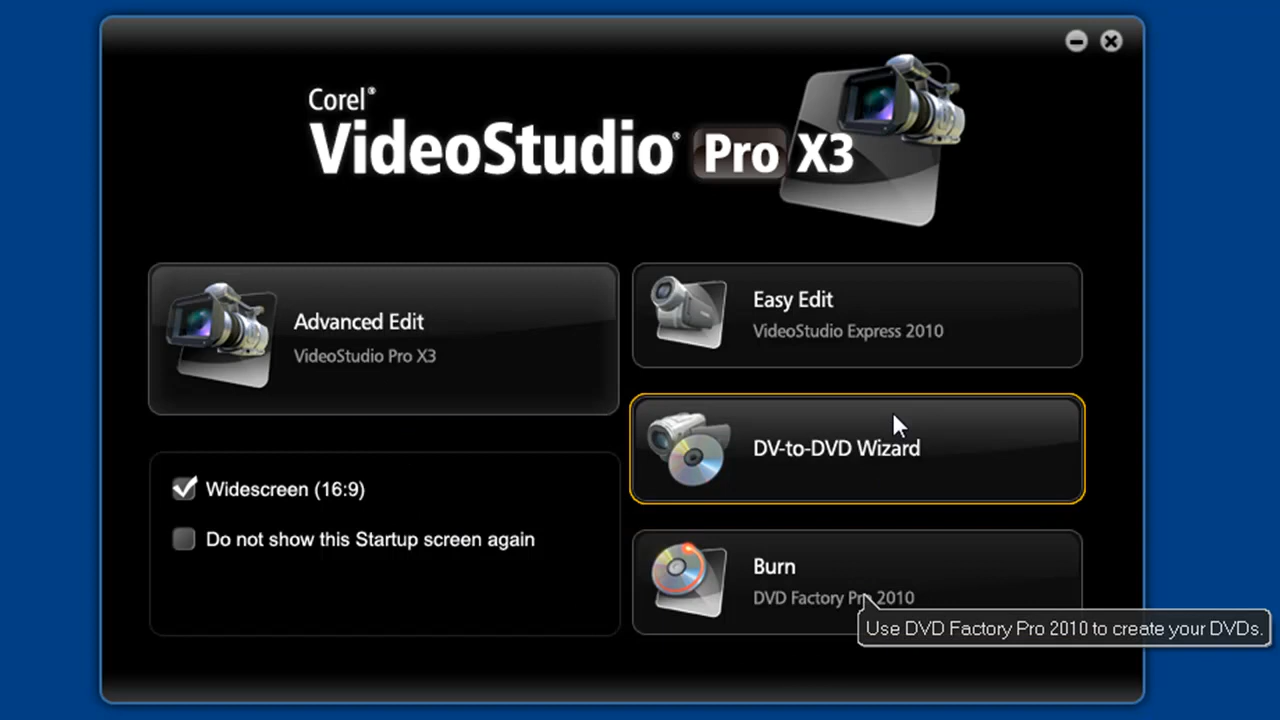 Corel®
VideoStudio® Pro X3
Advanced Edit
VideoStudio Pro X3
Easy Edit
VideoStudio Express 2010
DV-to-DVD Wizard
Widescreen (16:9)
Do not show this Startup screen again
Burn
DVD Factory Pro 2010
Use DVD Factory Pro 2010 to create your DVDs.